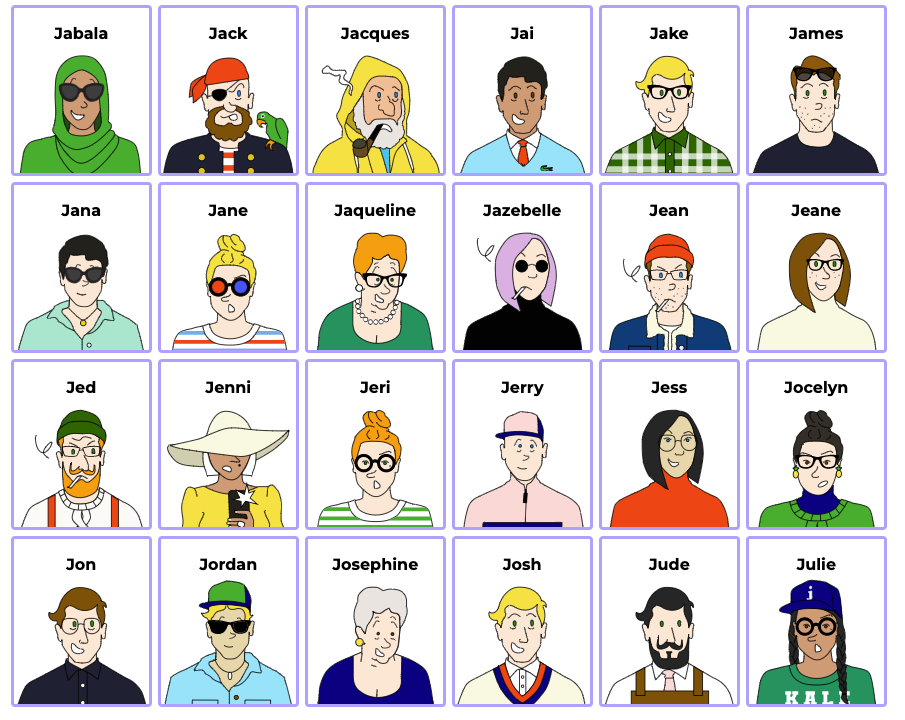 Jabala Jack Jacques Jai Jake James
Jana Jane Jaqueline Jazebelle Jean Jeane
Jed Jenni Jeri Jerry Jess Jocelyn
Jon Jordan Josephine Josh Jude Julie
j
KALE